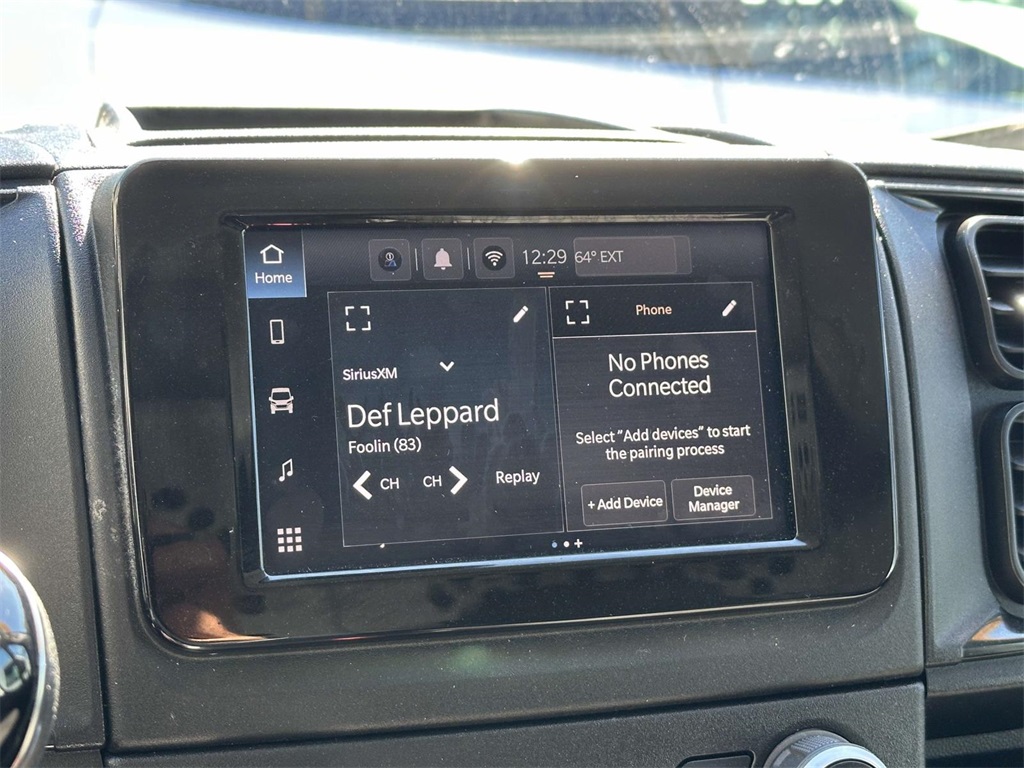 Home
12:29 64° EXT
SiriusXM
Def Leppard
Foolin (83)
CH CH Replay
Phone
No Phones
Connected
Select "Add devices" to start
the pairing process
+ Add Device
Device
Manager